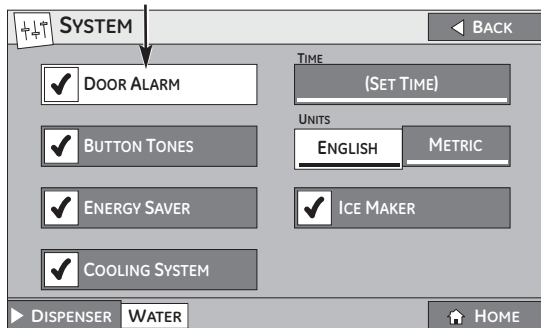 SYSTEM
BACK
DOOR ALARM
BUTTON TONES
ENERGY SAVER
COOLING SYSTEM
TIME
(SET TIME)
UNITS
ENGLISH METRIC
ICE MAKER
DISPENSER WATER
HOME